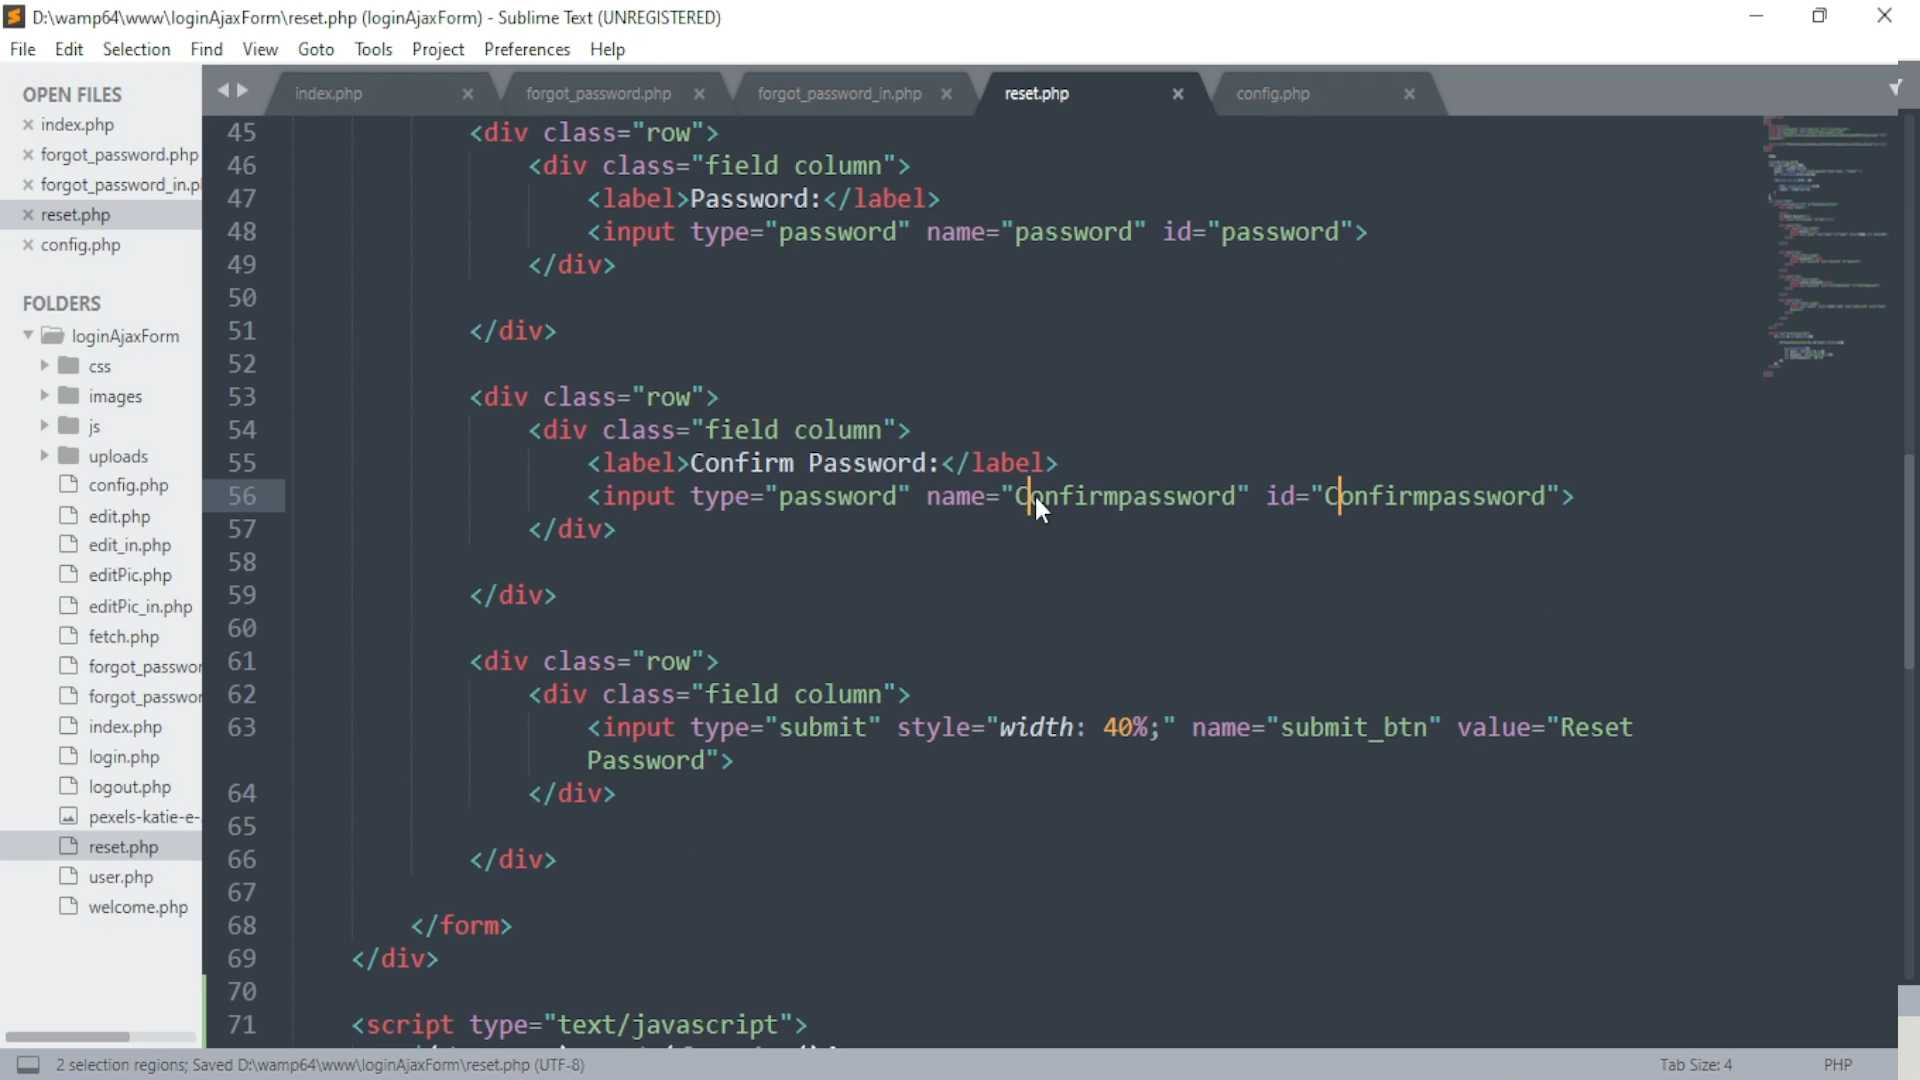 D:\wamp64\www\loginAjaxForm\reset.php (loginAjaxForm) - Sublime Text (UNREGISTERED)
File Edit Selection Find View Goto Tools Project Preferences Help
OPEN FILES
index.php
forgot_password.php
forgot_password_in.p
reset.php
config.php
FOLDERS
loginAjaxForm
css
images
js
uploads
config.php
edit.php
edit_in.php
editPic.php
editPic_in.php
fetch.php
forgot_passwor
forgot_passwor
index.php
login.php
logout.php
pexels-katie-e-
reset.php
user.php
welcome.php
index.php forgot_password.php forgot_password_in.php reset.php config.php
45 <div class="row">
46 <div class="field column">
47 <label>Password:</label>
48 <input type="password" name="password" id="password">
49 </div>
50
51 </div>
52
53 <div class="row">
54 <div class="field column">
55 <label>Confirm Password:</label>
56 <input type="password" name="Confirmpassword" id="Confirmpassword">
57 </div>
58
59 </div>
60
61 <div class="row">
62 <div class="field column">
63 <input type="submit" style="width: 40%;" name="submit_btn" value="Reset
Password">
64 </div>
65
66 </div>
67
68 </form>
69 </div>
70
71 <script type="text/javascript">
2 selection regions; Saved D:\wamp64\www\loginAjaxForm\reset.php (UTF-8) Tab Size: 4 PHP